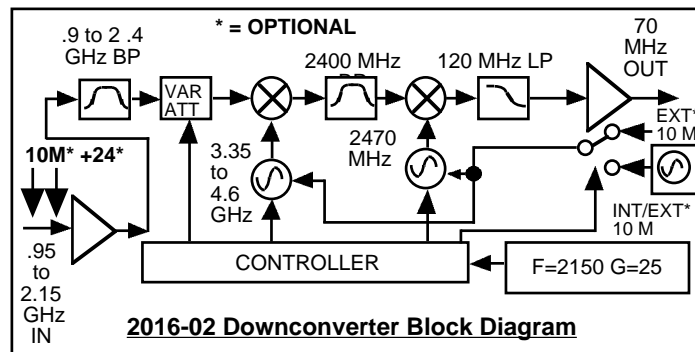 * = OPTIONAL
.9 to 2 .4
GHz BP
2400 MHz
120 MHz LP
70
MHz
OUT
VAR
ATT
EXT*
10 M
3.35
to
4.6
GHz
2470
MHz
10M* +24*
INT/EXT*
10 M
.95
to
2.15
GHz
IN
CONTROLLER
F=2150 G=25
2016-02 Downconverter Block Diagram